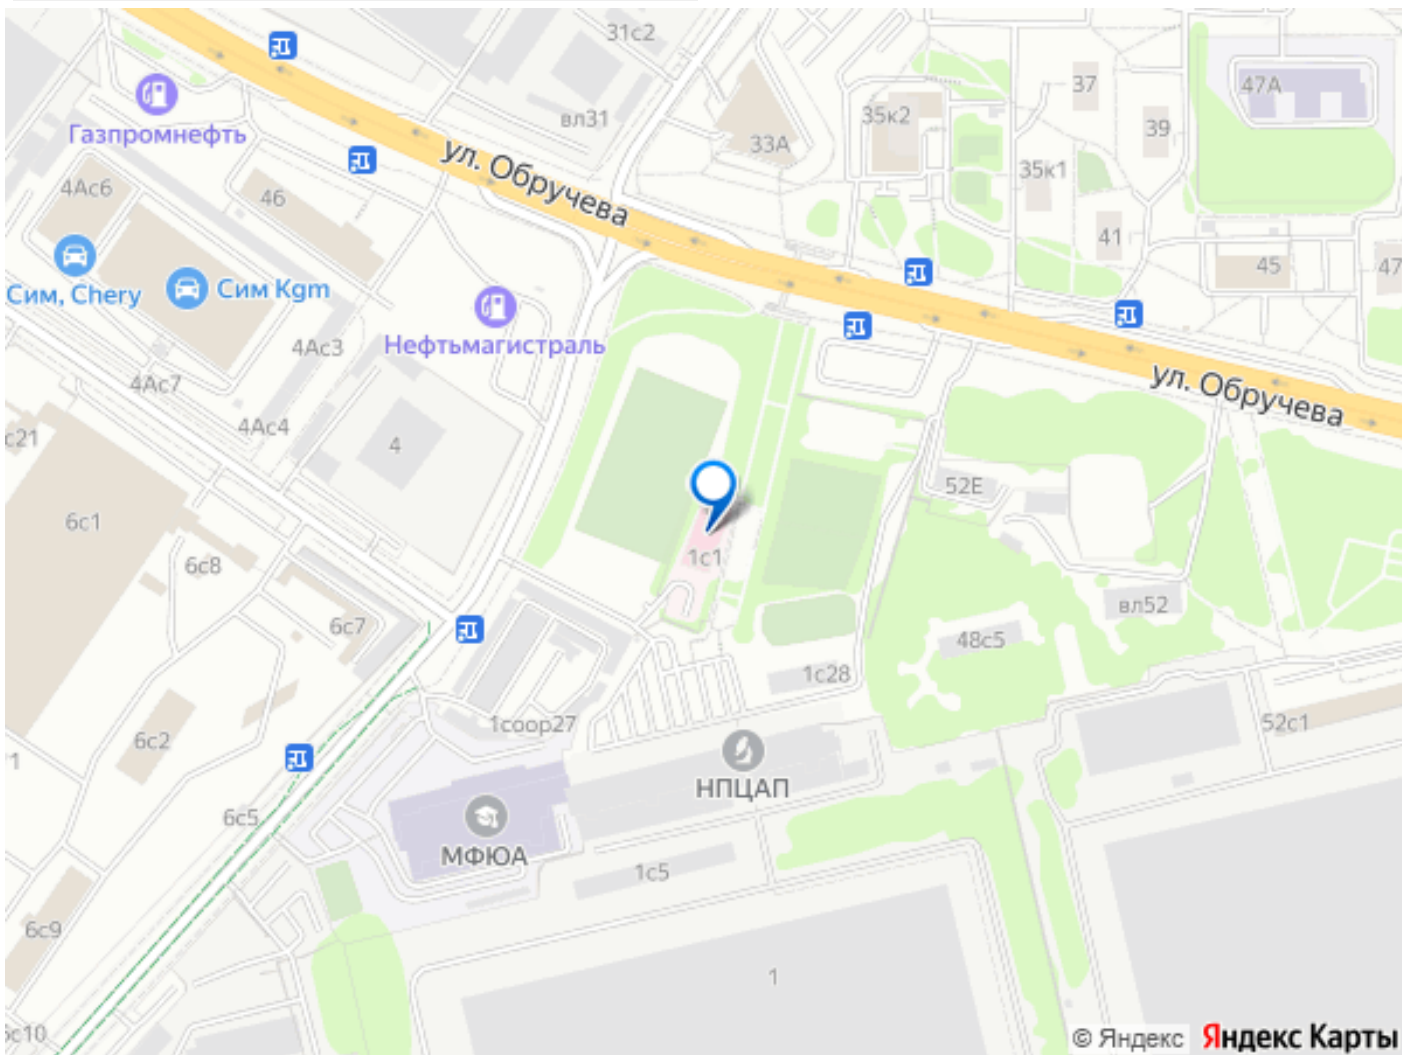 31с2
Газпромнефть
вл31
ул. Обручева
33А
35к2
37
47А
39
35к1
4Ас6
46
41
45
47
Сим, Chery
Сим Kgm
Нефтьмагистраль
4Ас3
4Ас7
4Ас4
ул. Обручева
с21
4
52Е
6с1
1с1
6с8
6с7
вл52
48с5
1с28
1соор27
6с2
52с1
1
НПЦАП
6с5
МФЮА
1с5
6с9
1
с10
© Яндекс Яндекс Карты